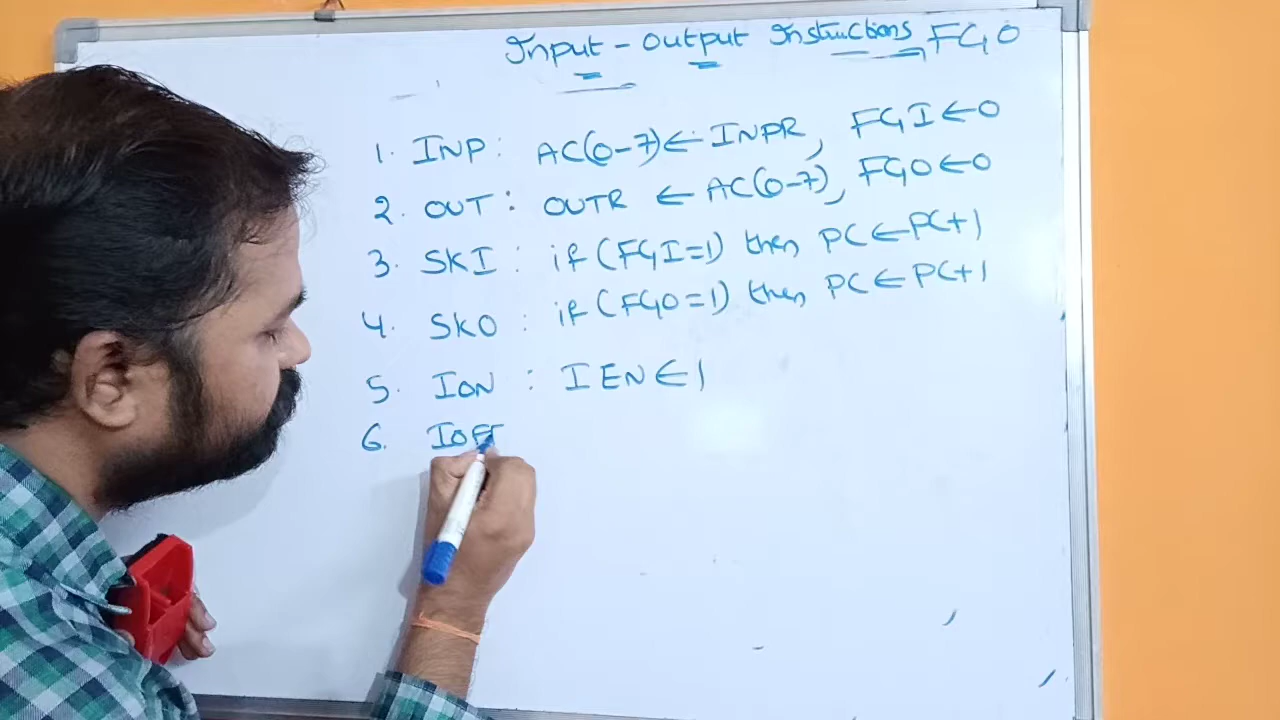 Input - Output Instructions FGO
1. INP : AC(0-7)←INPR, FGI←0
2. OUT : OUTR ← AC(0-7), FGO←0
3. SKI : if (FGI=1) then PC←PC+1
4. SKO : if (FGO=1) then PC←PC+1
5. ION : IEN←1
6. IOF